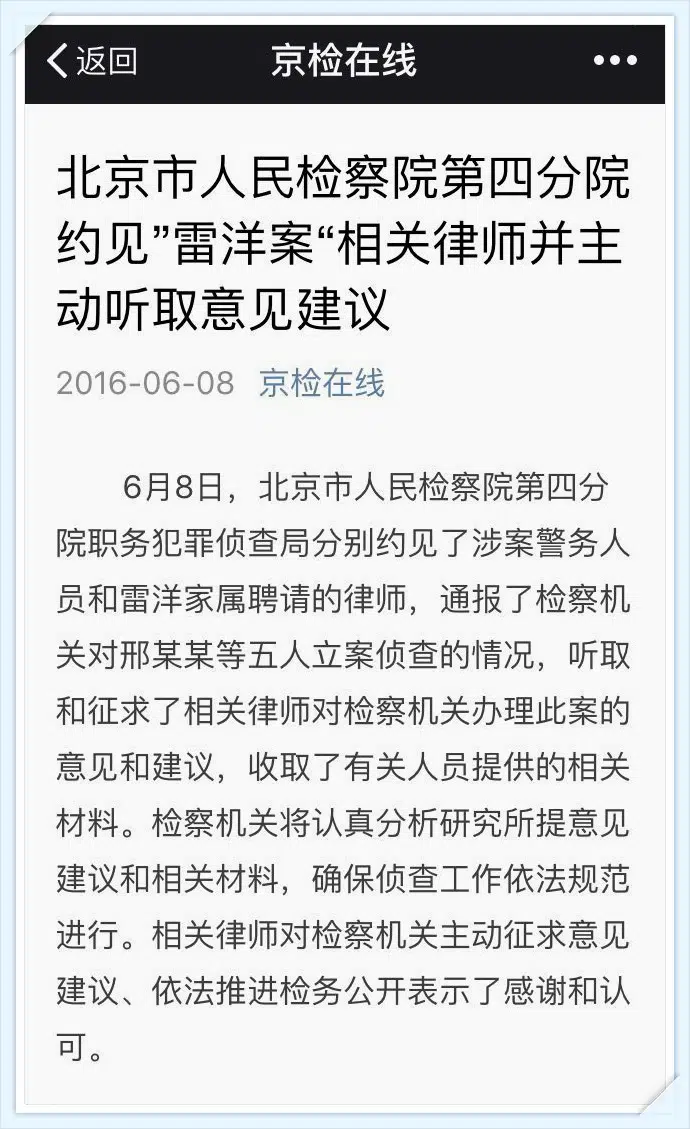 返回 京检在线 •••
北京市人民检察院第四分院
约见”雷洋案“相关律师并主
动听取意见建议
2016-06-08 京检在线
6月8日，北京市人民检察院第四分
院职务犯罪侦查局分别约见了涉案警务人
员和雷洋家属聘请的律师，通报了检察机
关对邢某某等五人立案侦查的情况，听取
和征求了相关律师对检察机关办理此案的
意见和建议，收取了有关人员提供的相关
材料。检察机关将认真分析研究所提意见
建议和相关材料，确保侦查工作依法规范
进行。相关律师对检察机关主动征求意见
建议、依法推进检务公开表示了感谢和认
可。